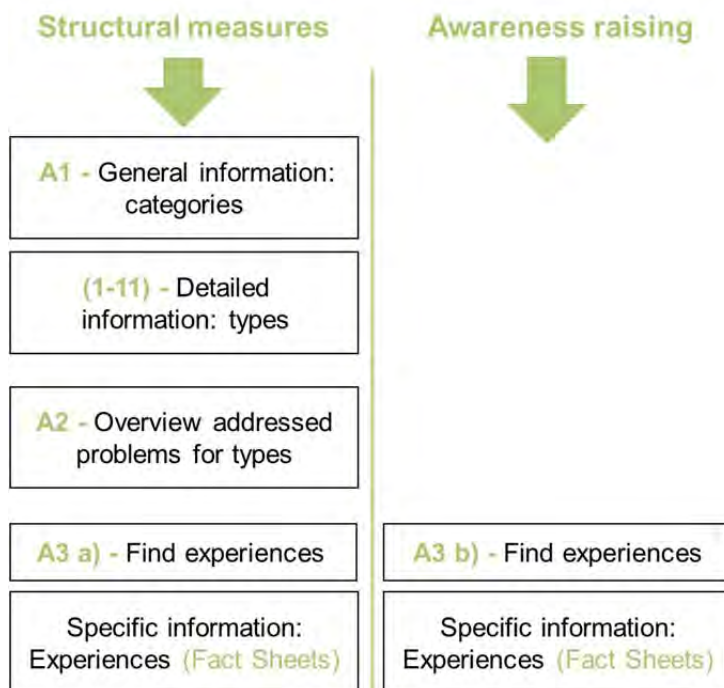 Structural measures
Awareness raising
A1 - General information:
categories
(1-11) - Detailed
information: types
A2 - Overview addressed
problems for types
A3 a) - Find experiences
A3 b) - Find experiences
Specific information:
Experiences (Fact Sheets)
Specific information:
Experiences (Fact Sheets)